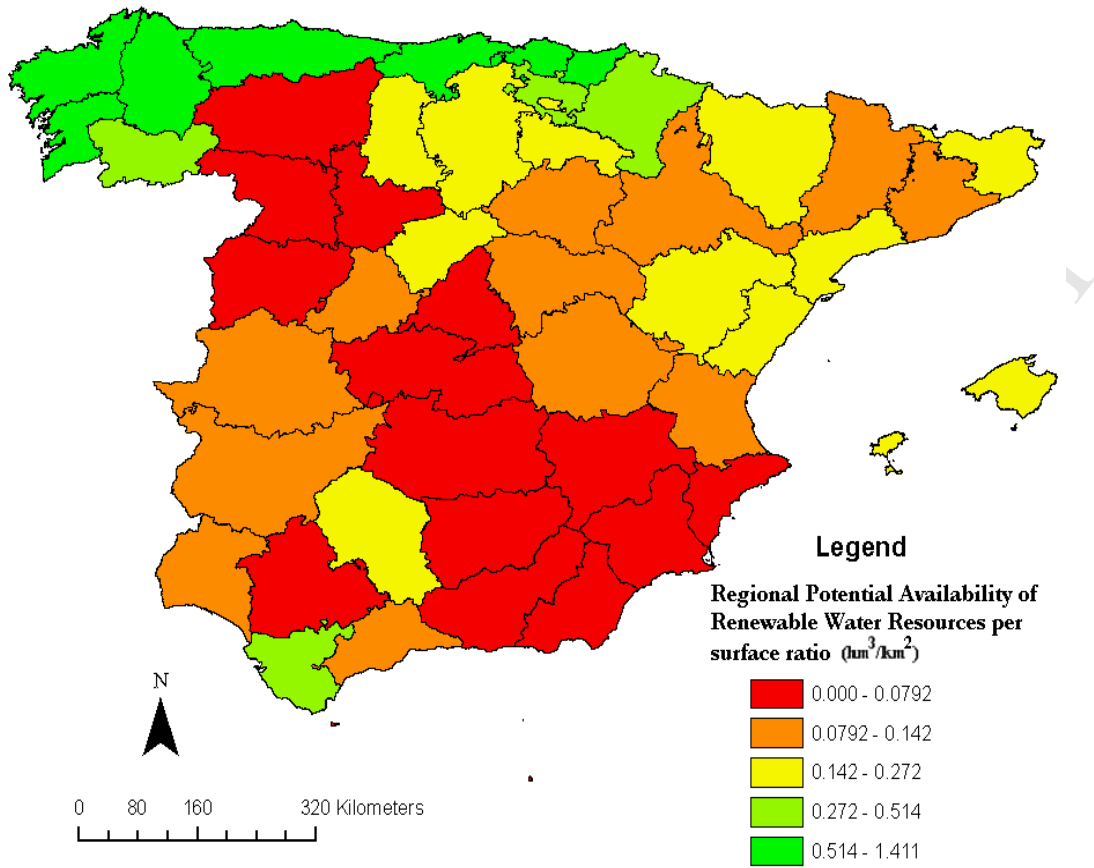 Legend
Regional Potential Availability of
Renewable Water Resources per
surface ratio (hm³/km²)
0.000 - 0.0792
0.0792 - 0.142
0.142 - 0.272
0.272 - 0.514
0.514 - 1.411
N
0 80 160 320 Kilometers